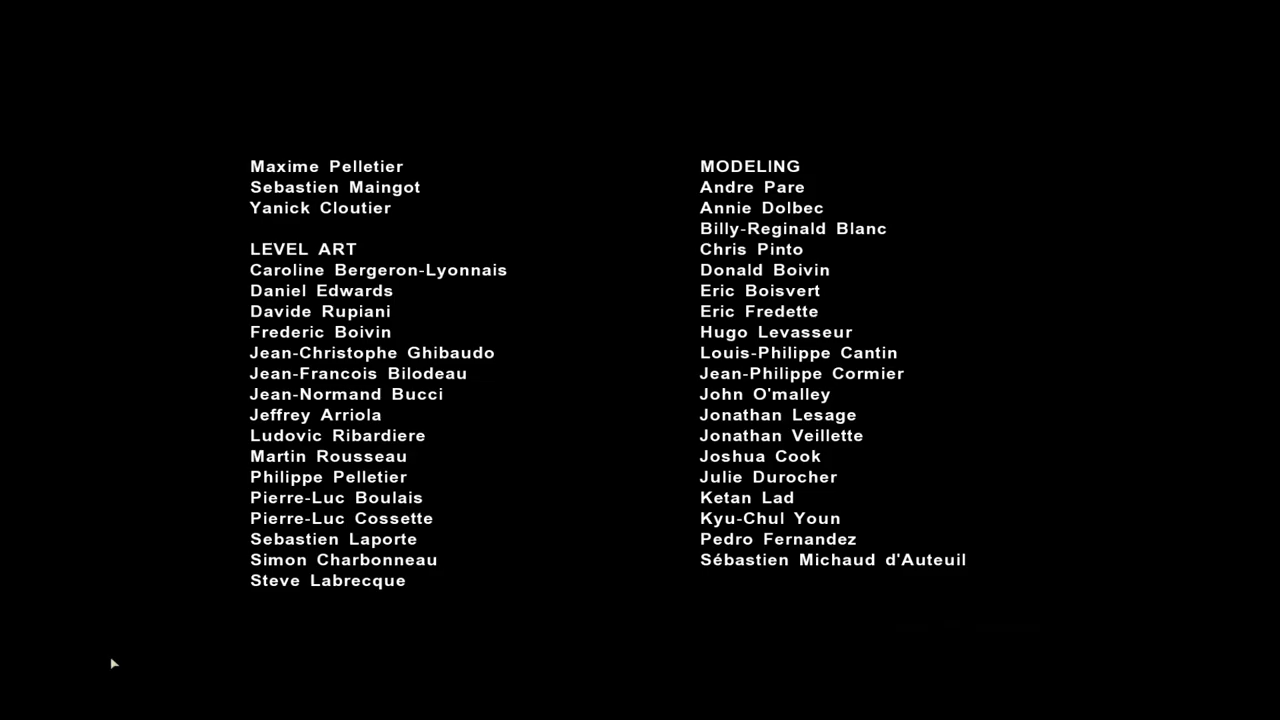 Maxime Pelletier
Sebastien Maingot
Yanick Cloutier
LEVEL ART
Caroline Bergeron-Lyonnais
Daniel Edwards
Davide Rupiani
Frederic Boivin
Jean-Christophe Ghibaudo
Jean-Francois Bilodeau
Jean-Normand Bucci
Jeffrey Arriola
Ludovic Ribardiere
Martin Rousseau
Philippe Pelletier
Pierre-Luc Boulais
Pierre-Luc Cossette
Sebastien Laporte
Simon Charbonneau
Steve Labrecque
MODELING
Andre Pare
Annie Dolbec
Billy-Reginald Blanc
Chris Pinto
Donald Boivin
Eric Boisvert
Eric Fredette
Hugo Levasseur
Louis-Philippe Cantin
Jean-Philippe Cormier
John O'malley
Jonathan Lesage
Jonathan Veillette
Joshua Cook
Julie Durocher
Ketan Lad
Kyu-Chul Youn
Pedro Fernandez
Sébastien Michaud d'Auteuil